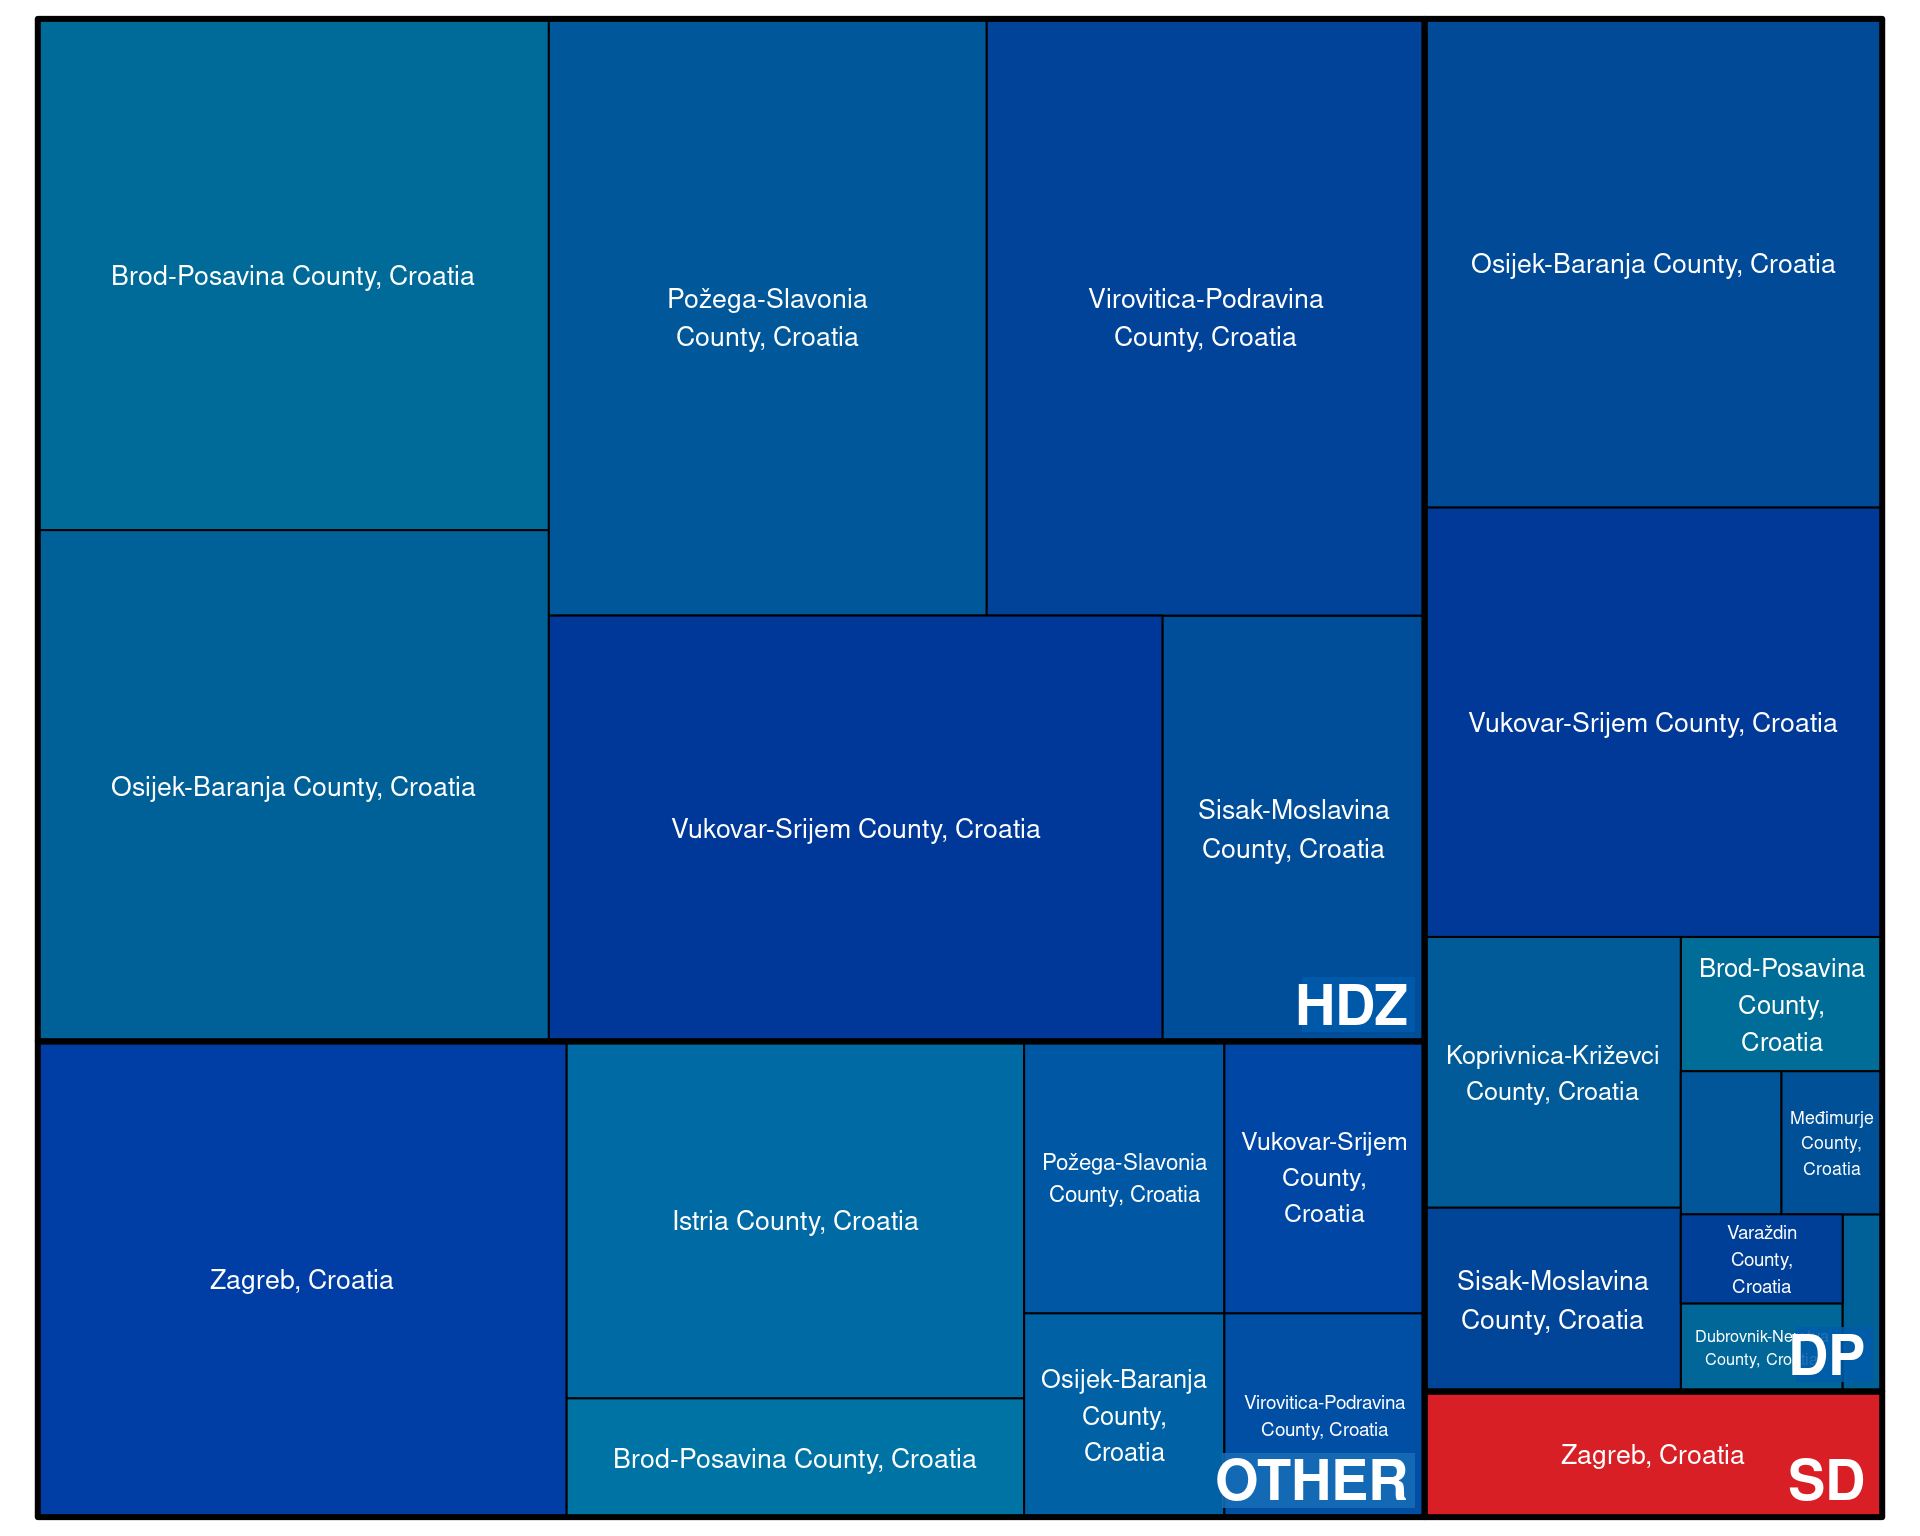 Brod-Posavina County, Croatia
Osijek-Baranja County, Croatia
Požega-Slavonia
County, Croatia
Virovitica-Podravina
County, Croatia
Vukovar-Srijem County, Croatia
Sisak-Moslavina
County, Croatia
HDZ
Zagreb, Croatia
Istria County, Croatia
Brod-Posavina County, Croatia
Požega-Slavonia
County, Croatia
Vukovar-Srijem
County,
Croatia
Osijek-Baranja
County,
Croatia
Virovitica-Podravina
County, Croatia
OTHER
Osijek-Baranja County, Croatia
Vukovar-Srijem County, Croatia
Koprivnica-Križevci
County, Croatia
Brod-Posavina
County,
Croatia
Međimurje
County,
Croatia
Sisak-Moslavina
County, Croatia
Varaždin
County,
Croatia
County,
DP
Zagreb, Croatia
SD